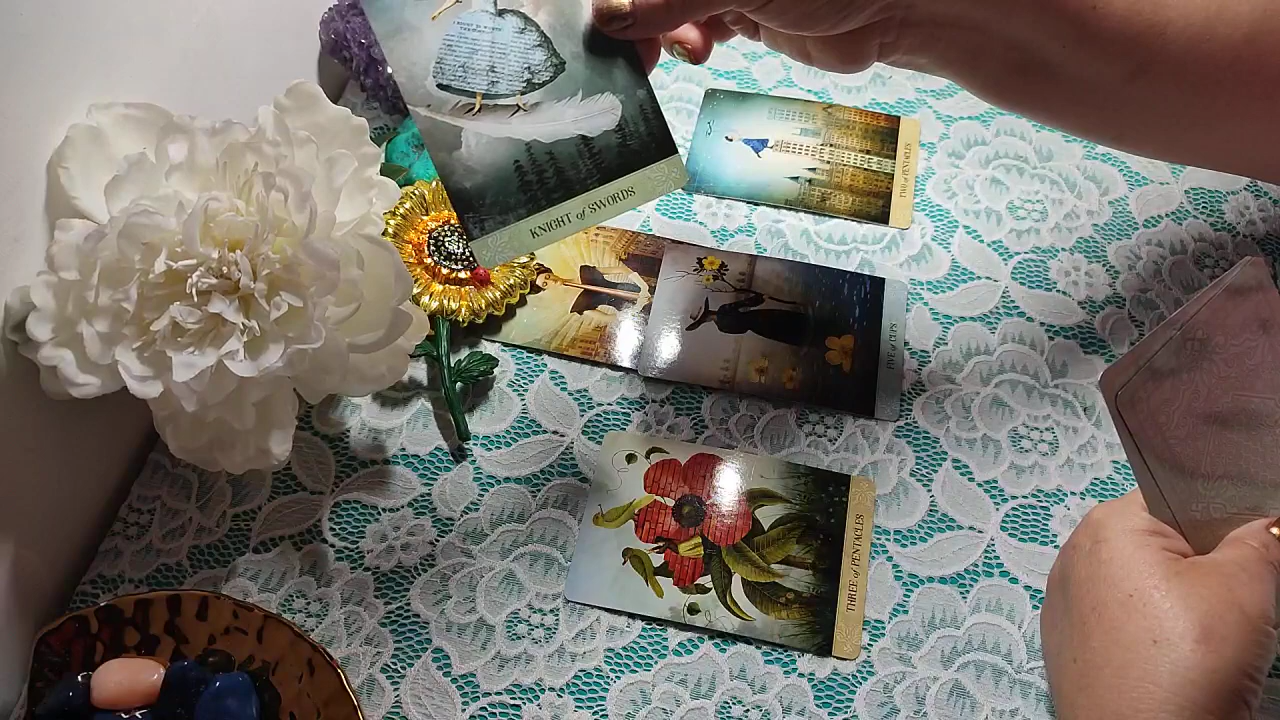 KNIGHT of SWORDS
TWO of PENTACLES
FIVE of CUPS
THREE of PENTACLES